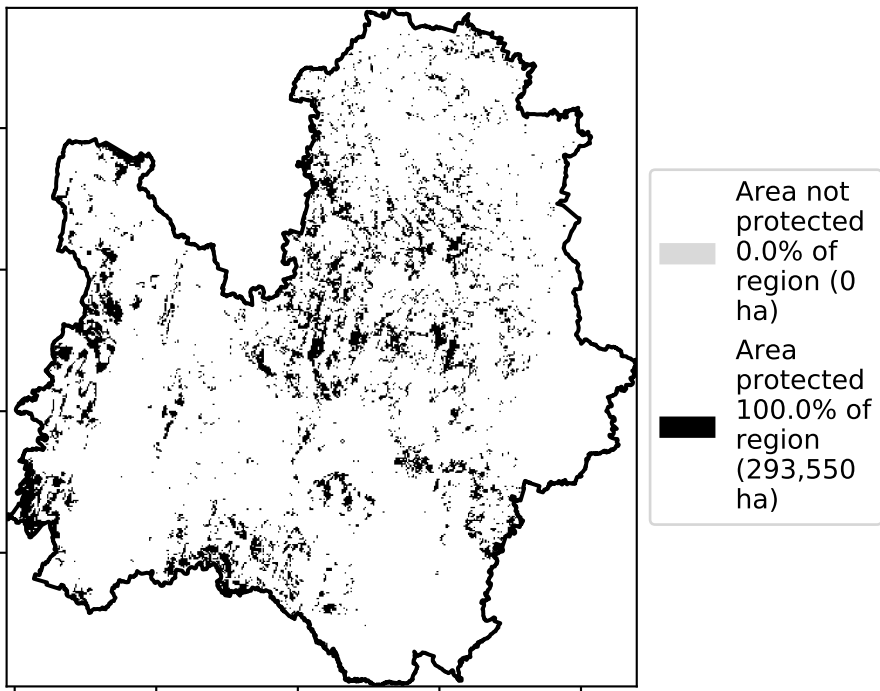 Area not
protected
0.0% of
region (0
ha)
Area
protected
100.0% of
region
(293,550
ha)